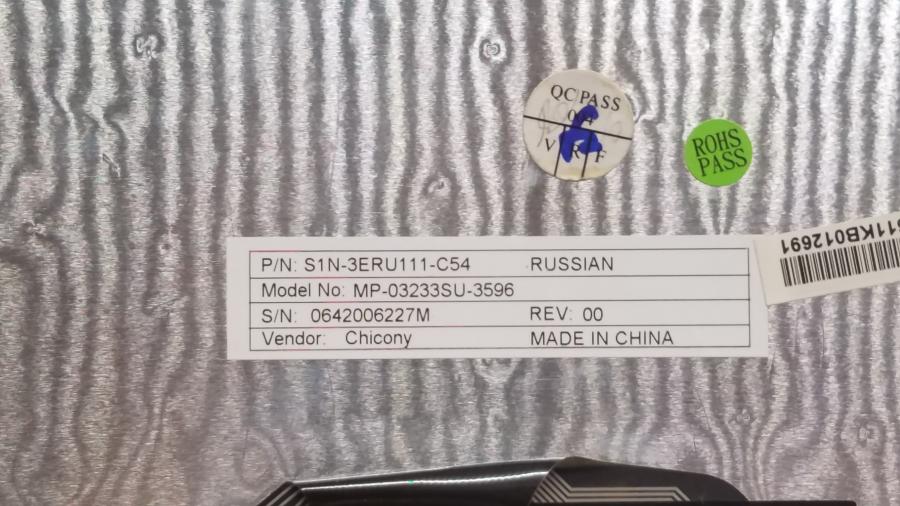 QC PASS
V R F
ROHS
PASS
P/N: S1N-3ERU111-C54 RUSSIAN
Model No: MP-03233SU-3596
S/N: 0642006227M REV: 00
Vendor: Chicony MADE IN CHINA